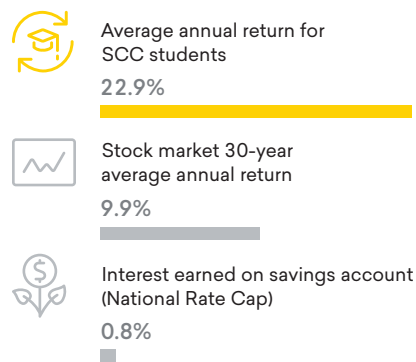 Average annual return for
SCC students
22.9%
Stock market 30-year
average annual return
9.9%
$
Interest earned on savings account
(National Rate Cap)
0.8%